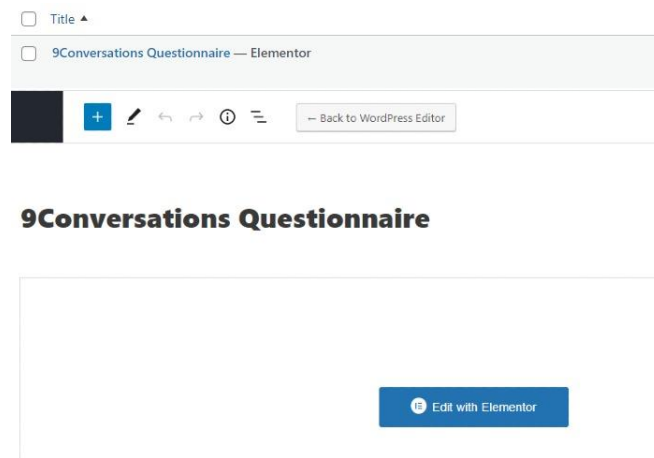 Title ▲
9Conversations Questionnaire — Elementor
← Back to WordPress Editor
9Conversations Questionnaire
Edit with Elementor